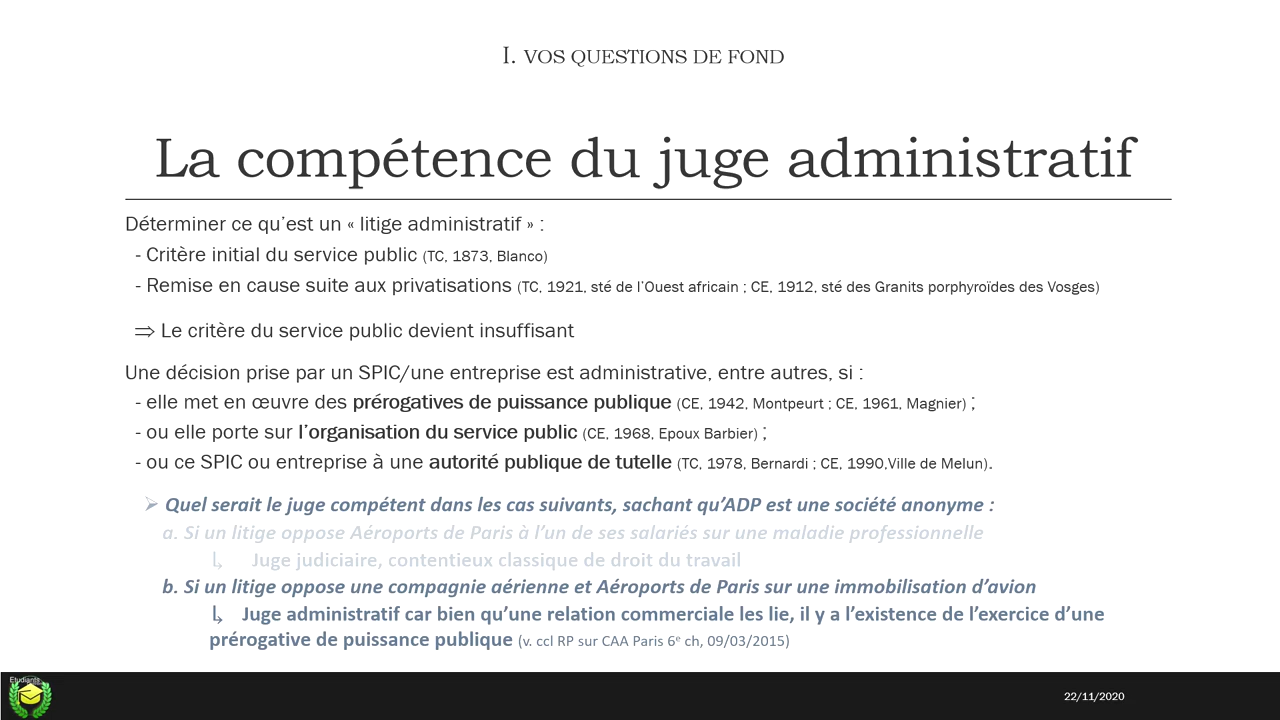 I. VOS QUESTIONS DE FOND
La compétence du juge administratif
Déterminer ce qu’est un « litige administratif » :
- Critère initial du service public (TC, 1873, Blanco)
- Remise en cause suite aux privatisations (TC, 1921, sté de l’Ouest africain ; CE, 1912, sté des Granits porphyroïdes des Vosges)
⇒ Le critère du service public devient insuffisant
Une décision prise par un SPIC/une entreprise est administrative, entre autres, si :
- elle met en œuvre des prérogatives de puissance publique (CE, 1942, Montpeurt ; CE, 1961, Magnier) ;
- ou elle porte sur l’organisation du service public (CE, 1968, Epoux Barbier) ;
- ou ce SPIC ou entreprise à une autorité publique de tutelle (TC, 1978, Bernardi ; CE, 1990,Ville de Melun).
➢ Quel serait le juge compétent dans les cas suivants, sachant qu’ADP est une société anonyme :
a. Si un litige oppose Aéroports de Paris à l’un de ses salariés sur une maladie professionnelle
↳ Juge judiciaire, contentieux classique de droit du travail
b. Si un litige oppose une compagnie aérienne et Aéroports de Paris sur une immobilisation d’avion
↳ Juge administratif car bien qu’une relation commerciale les lie, il y a l’existence de l’exercice d’une
prérogative de puissance publique (v. ccl RP sur CAA Paris 6e ch, 09/03/2015)
Etudiants
22/11/2020